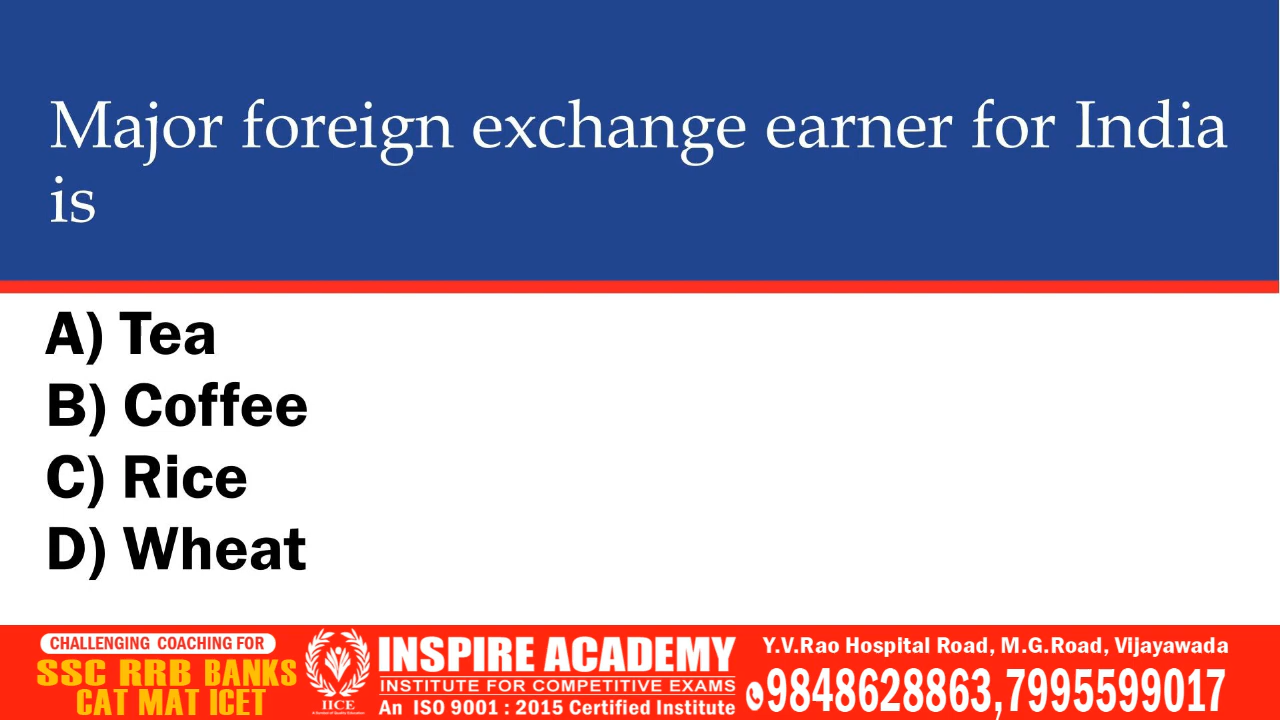 Major foreign exchange earner for India
is
A) Tea
B) Coffee
C) Rice
D) Wheat
CHALLENGING COACHING FOR
SSC RRB BANKS
CAT MAT ICET
IICE
INSPIRE ACADEMY
INSTITUTE FOR COMPETITIVE EXAMS
An ISO 9001 : 2015 Certified Institute
Y.V.Rao Hospital Road, M.G.Road, Vijayawada
9848628863,7995599017